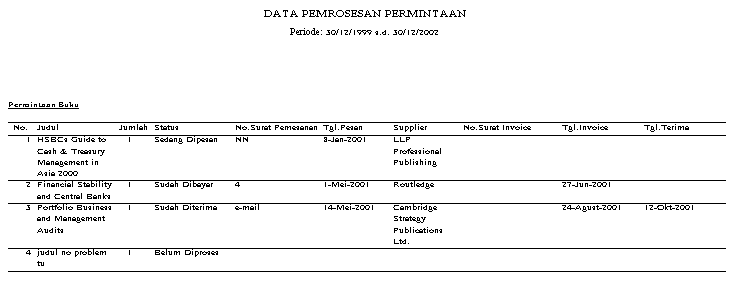 DATA PEMROSESAN PERMINTAAN
Periode: 30/12/1999 s.d. 30/12/2002
Permintaan Buku
No. Judul Jumlah Status No.Surat Pemesanan Tgl.Pesan Supplier No.Surat Invoice Tgl.Invoice Tgl.Terima
1 HSBCs Guide to 1 Sedang Dipesan NN 8-Jan-2001 LLP
Cash & Treasury Professional
Management in Publishing
Asia 2000
2 Financial Stability 1 Sudah Dibayar 4 1-Mei-2001 Routledge 27-Jun-2001
and Central Banks
3 Portfolio Business 1 Sudah Diterima e-mail 14-Mei-2001 Cambridge 24-Agust-2001 12-Okt-2001
and Management Strategy
Audits Publications
Ltd.
4 judul no problem 1 Belum Diproses
tu